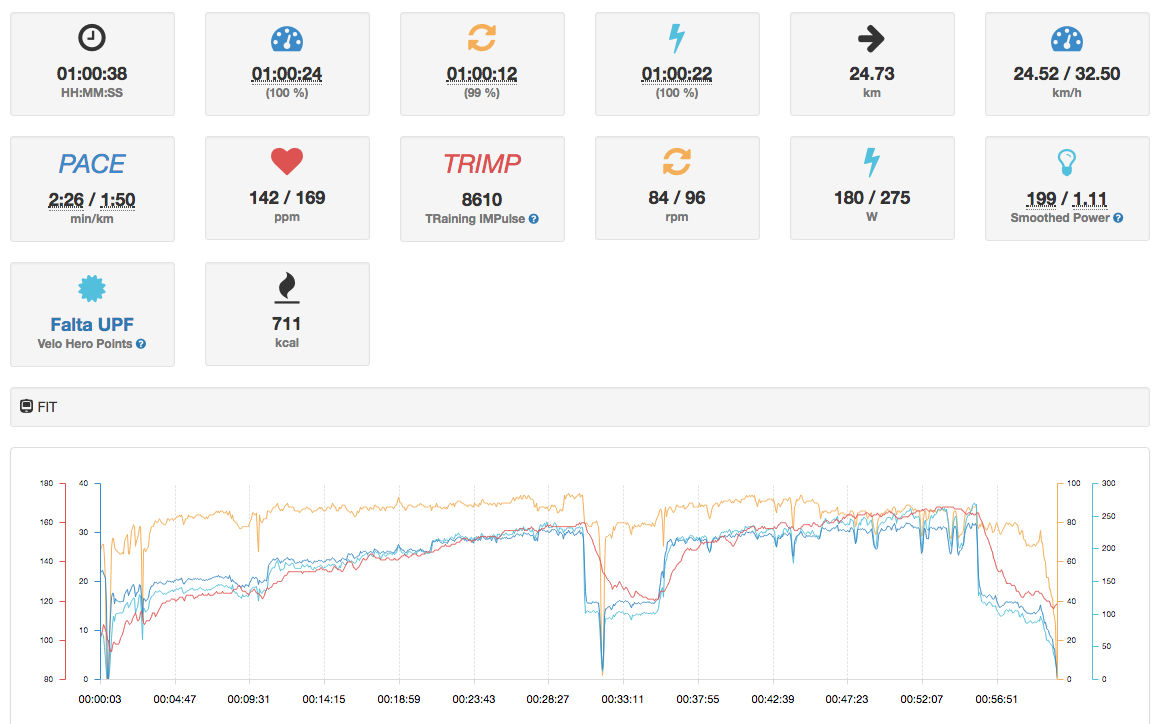 01:00:38
HH:MM:SS
01:00:24
(100 %)
01:00:12
(99 %)
01:00:22
(100 %)
24.73
km
24.52 / 32.50
km/h
PACE
2:26 / 1:50
min/km
142 / 169
ppm
TRIMP
8610
TRaining IMPulse ?
84 / 96
rpm
180 / 275
W
199 / 1.11
Smoothed Power ?
Falta UPF
Velo Hero Points ?
711
kcal
FIT
180 40 100 300
250
160 80
30 200
140 60
20 150
120 40
100
100 10 20
50
80 0 0 0
00:00:03 00:04:47 00:09:31 00:14:15 00:18:59 00:23:43 00:28:27 00:33:11 00:37:55 00:42:39 00:47:23 00:52:07 00:56:51